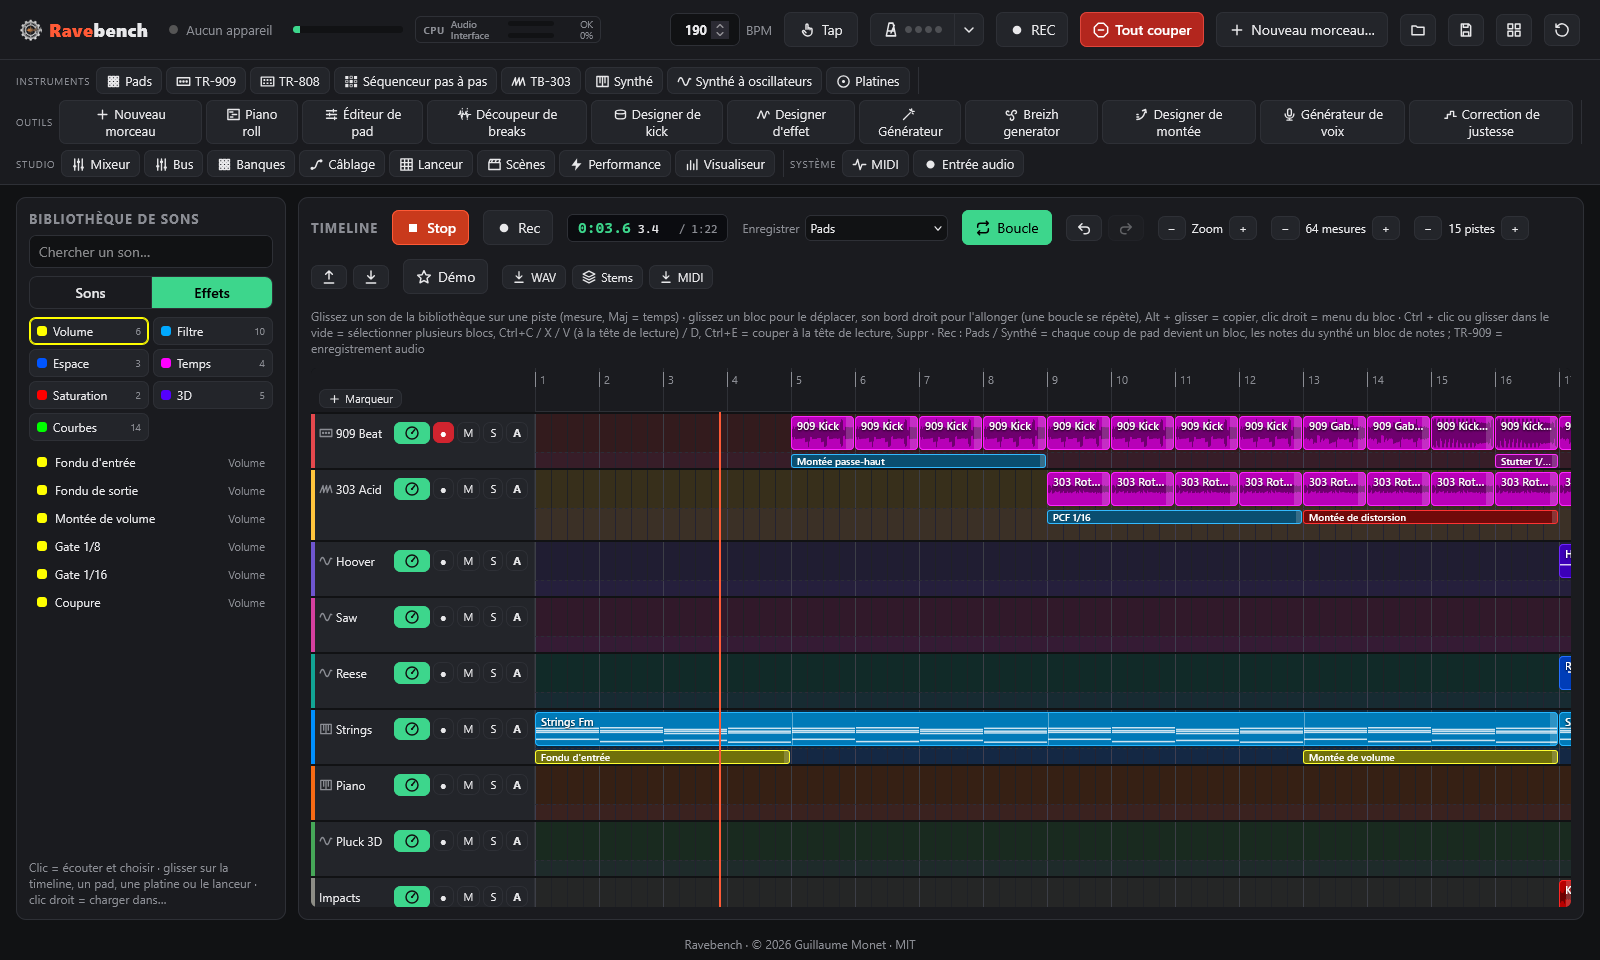 Ravebench
Aucun appareil
CPU
Audio OK
Interface 0%
190 BPM
Tap
REC
Tout couper
+ Nouveau morceau...
INSTRUMENTS Pads TR-909 TR-808 Séquenceur pas à pas TB-303 Synthé Synthé à oscillateurs Platines
OUTILS
+ Nouveau morceau
Piano roll
Éditeur de pad
Découpeur de breaks
Designer de kick
Designer d'effet
Générateur
Breizh generator
Designer de montée
Générateur de voix
Correction de justesse
STUDIO Mixeur Bus Banques Câblage Lanceur Scènes Performance Visualiseur SYSTÈME MIDI Entrée audio
BIBLIOTHÈQUE DE SONS
Chercher un son...
Sons Effets
Volume 6 Filtre 10
Espace 3 Temps 4
Saturation 2 3D 5
Courbes 14
Fondu d'entrée Volume
Fondu de sortie Volume
Montée de volume Volume
Gate 1/8 Volume
Gate 1/16 Volume
Coupure Volume
Clic = écouter et choisir · glisser sur la
timeline, un pad, une platine ou le lanceur ·
clic droit = charger dans...
TIMELINE Stop Rec 0:03.6 3.4 / 1:22 Enregistrer Pads Boucle − Zoom + − 64 mesures + − 15 pistes +
Démo WAV Stems MIDI
Glissez un son de la bibliothèque sur une piste (mesure, Maj = temps) · glissez un bloc pour le déplacer, son bord droit pour l'allonger (une boucle se répète), Alt + glisser = copier, clic droit = menu du bloc · Ctrl + clic ou glisser dans le
vide = sélectionner plusieurs blocs, Ctrl+C / X / V (à la tête de lecture) / D, Ctrl+E = couper à la tête de lecture, Suppr · Rec : Pads / Synthé = chaque coup de pad devient un bloc, les notes du synthé un bloc de notes ; TR-909 =
enregistrement audio
+ Marqueur
1 2 3 4 5 6 7 8 9 10 11 12 13 14 15 16 17
909 Beat M S A
909 Kick 909 Kick 909 Kick 909 Kick 909 Kick 909 Kick 909 Kick 909 Kick 909 Gab... 909 Gab... 909 Kick... 909 Kick... 9
Montée passe-haut Stutter 1/...
303 Acid M S A
303 Rot... 303 Rot... 303 Rot... 303 Rot... 303 Rot... 303 Rot... 303 Rot... 303 Rot... 3
PCF 1/16 Montée de distorsion
Hoover M S A H
Saw M S A
Reese M S A R
Strings M S A
Strings Fm S
Fondu d'entrée Montée de volume
Piano M S A
Pluck 3D M S A
Impacts M S A K
Ravebench · © 2026 Guillaume Monet · MIT